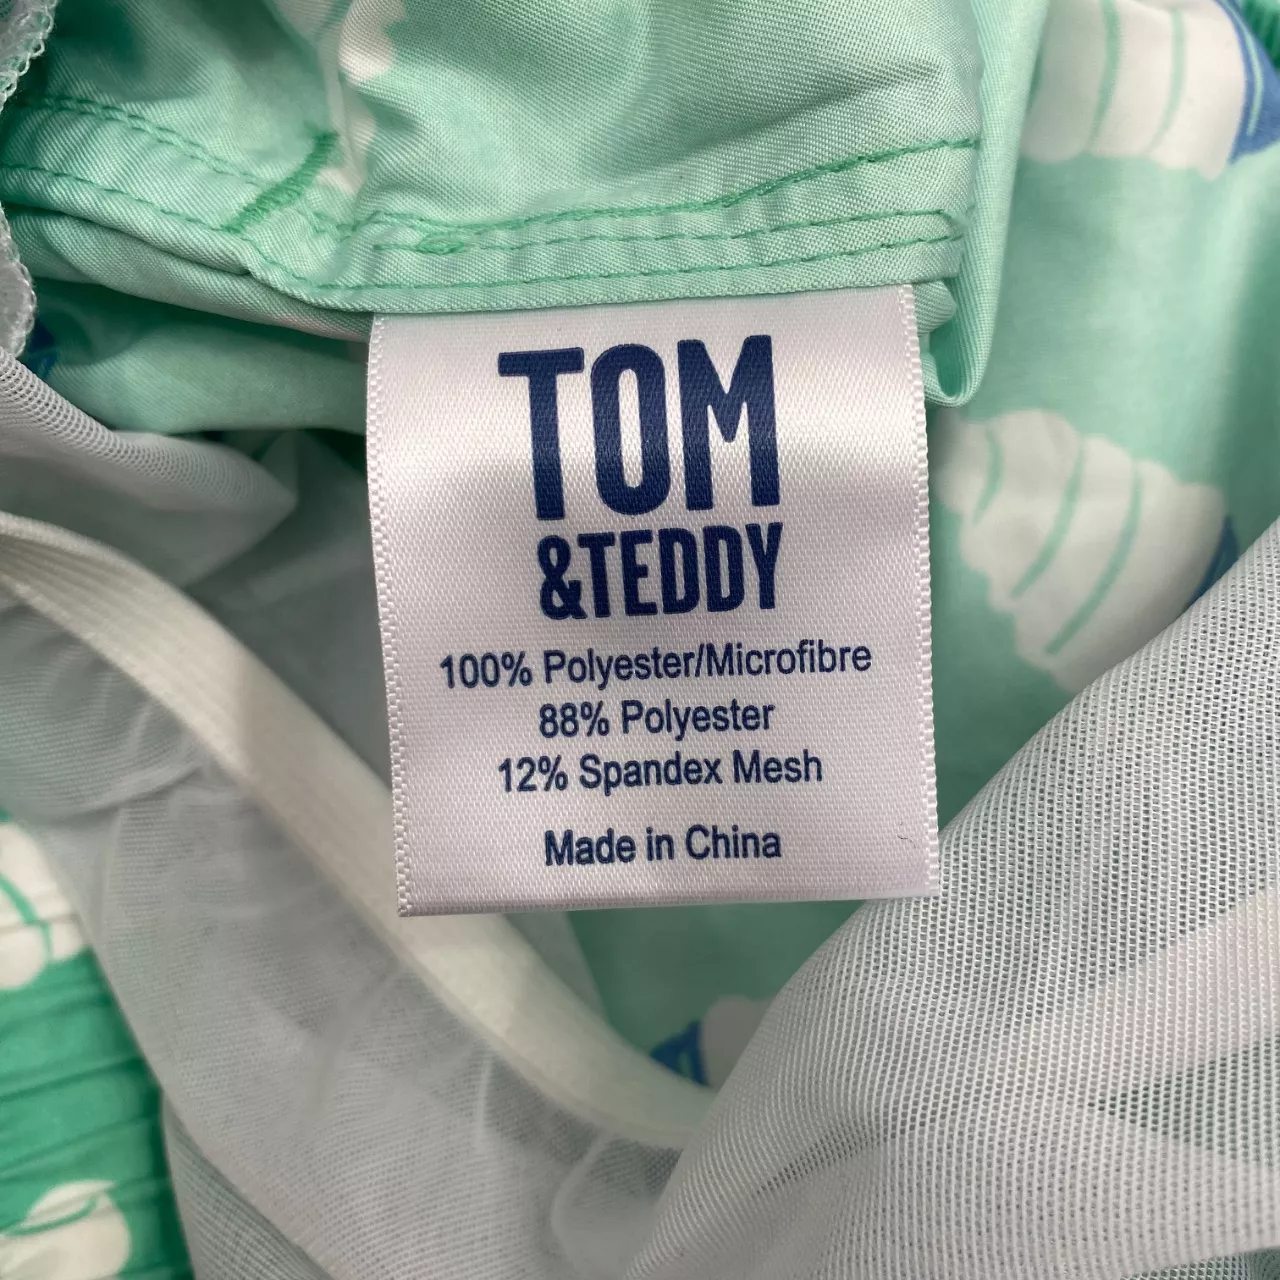 TOM
&TEDDY
100% Polyester/Microfibre
88% Polyester
12% Spandex Mesh
Made in China